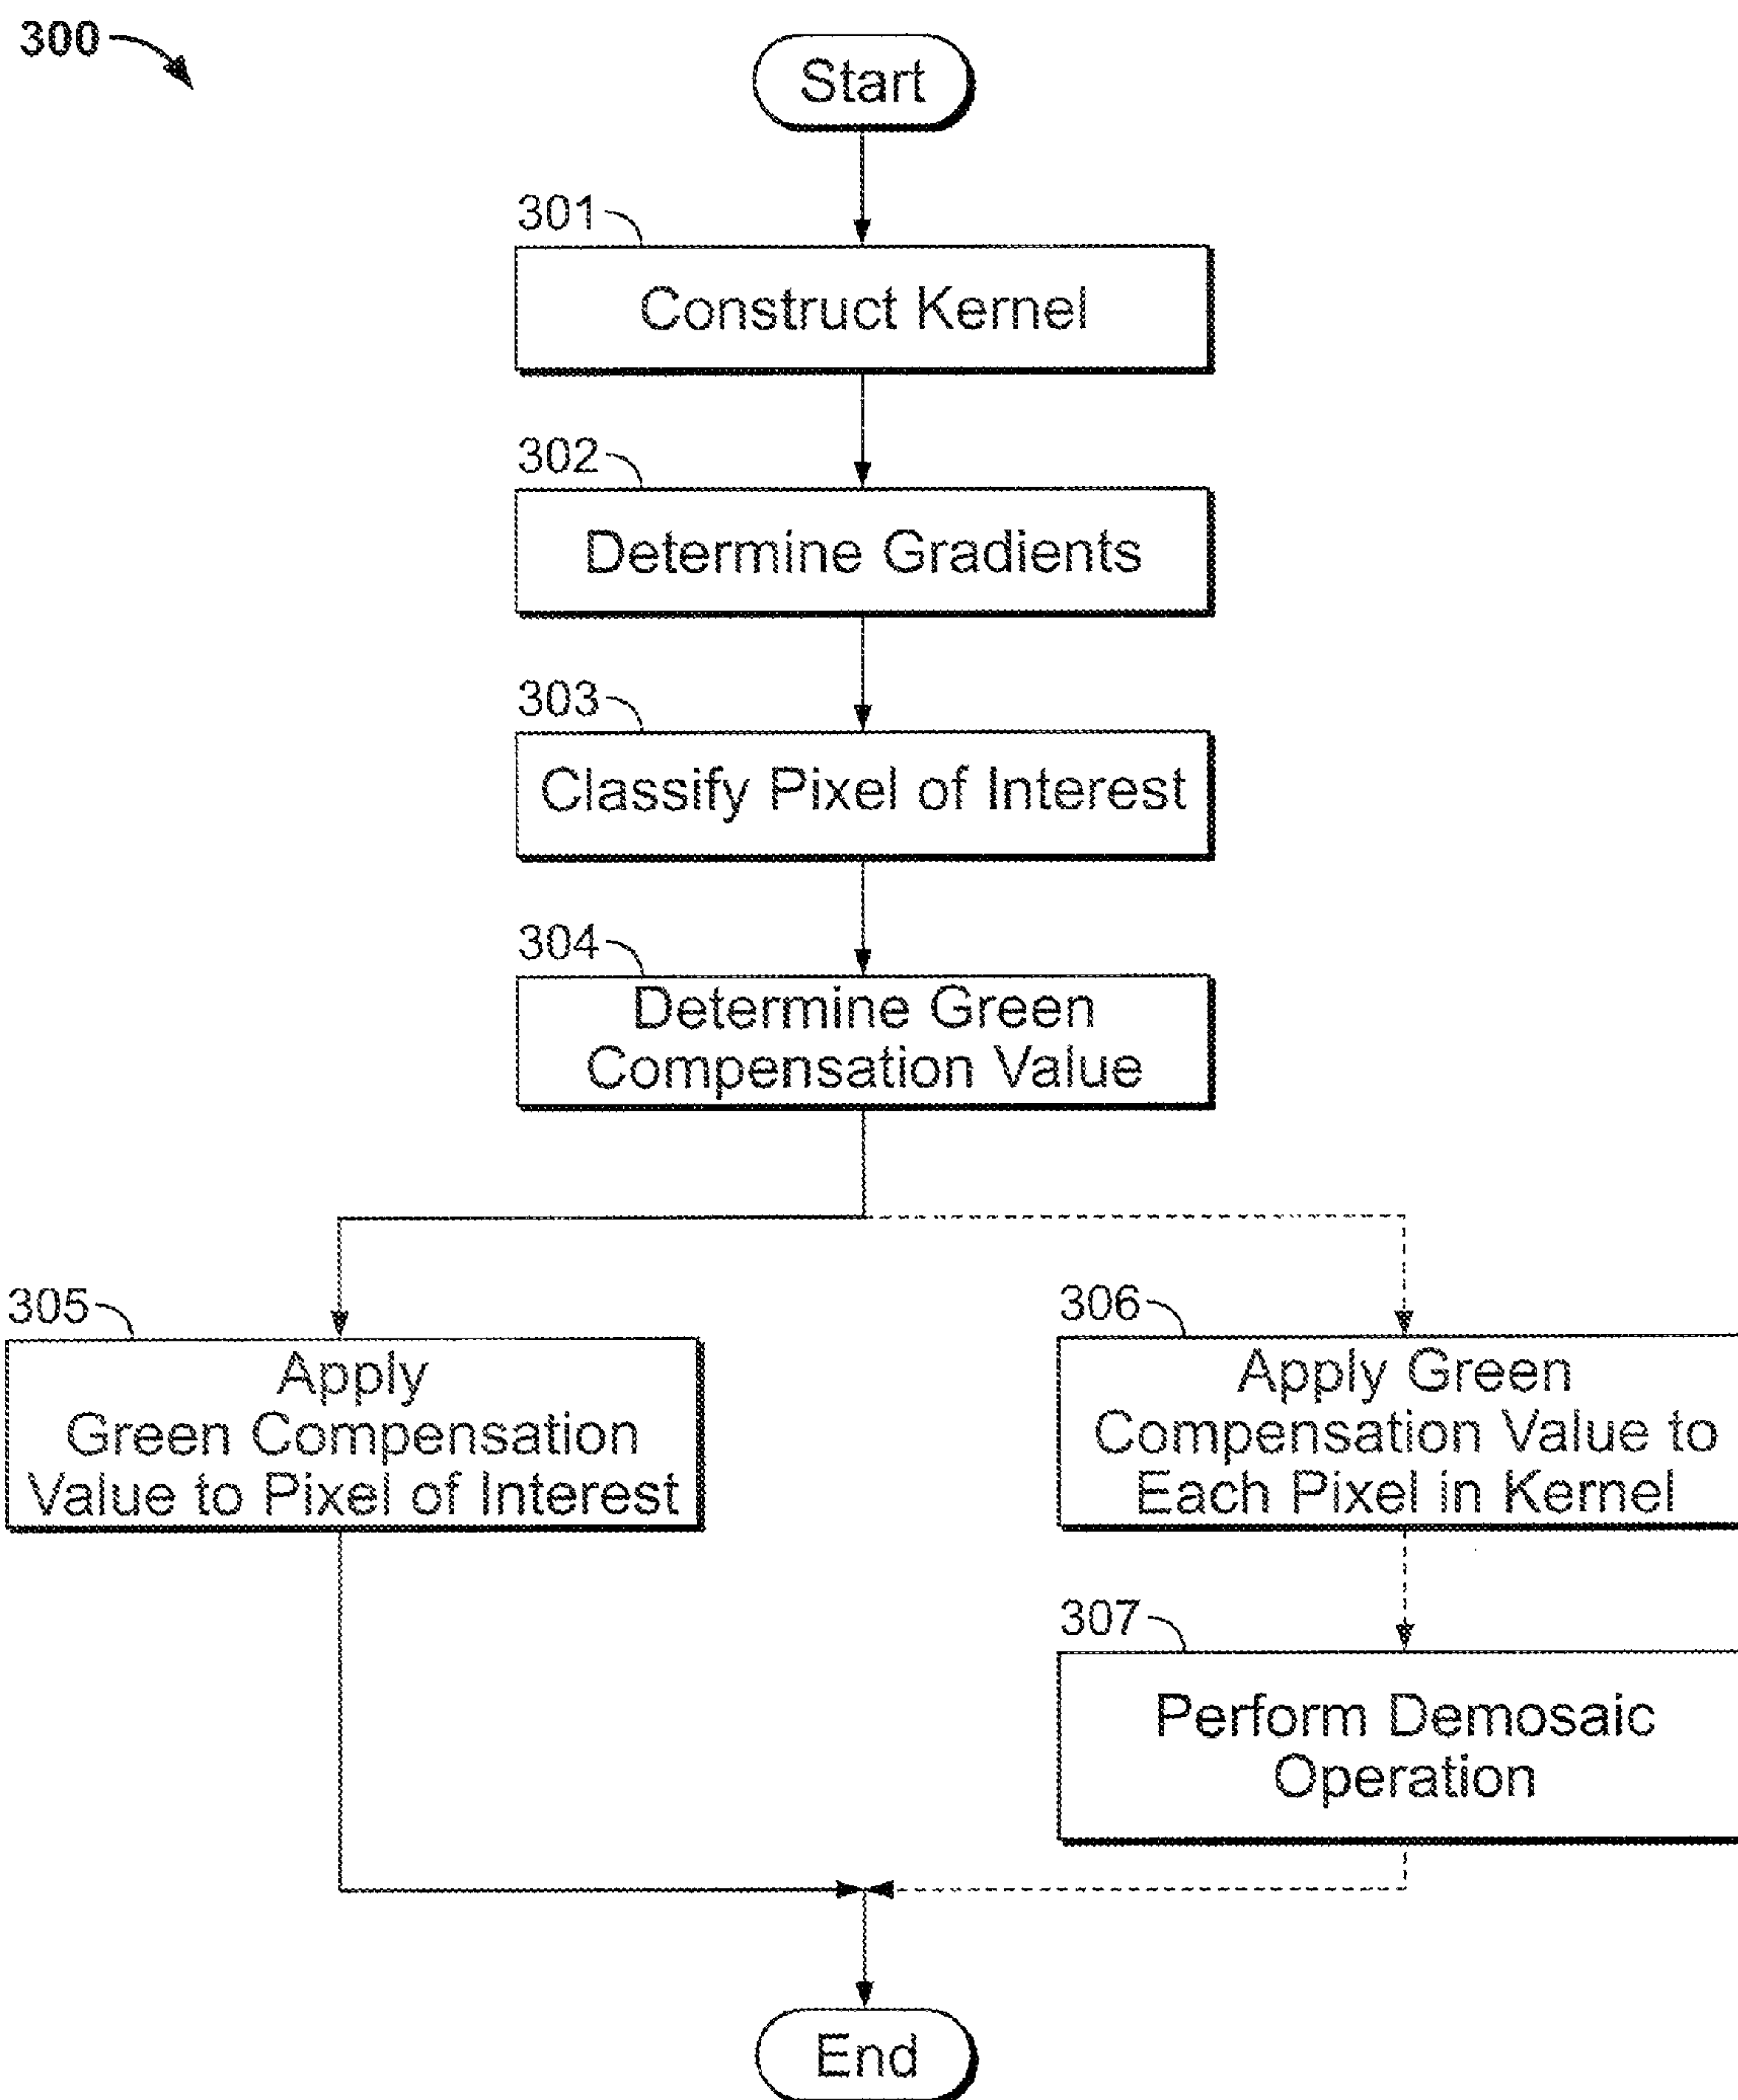 300
Start
301
Construct Kernel
302
Determine Gradients
303
Classify Pixel of Interest
304
Determine Green
Compensation Value
305
Apply
Green Compensation
Value to Pixel of Interest
306
Apply Green
Compensation Value to
Each Pixel in Kernel
307
Perform Demosaic
Operation
End